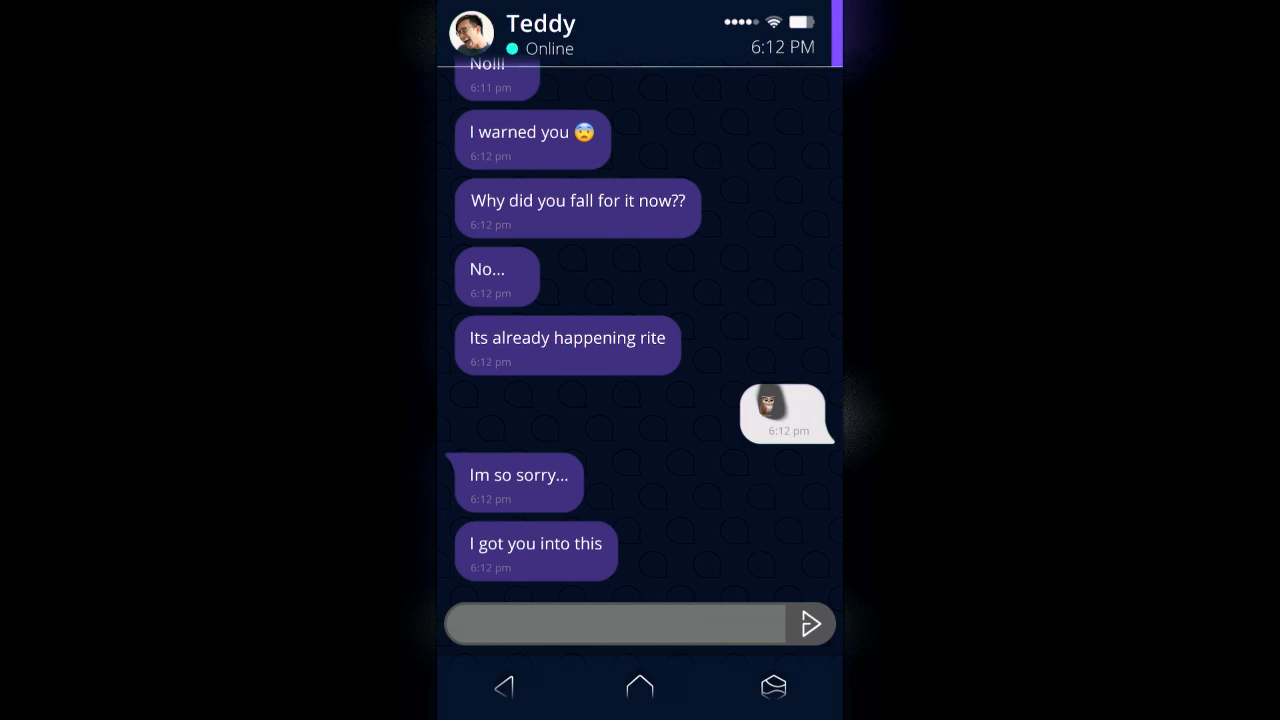 Teddy
Online
6:12 PM
No!!!
6:11 pm
I warned you 😨
6:12 pm
Why did you fall for it now??
6:12 pm
No...
6:12 pm
Its already happening rite
6:12 pm
6:12 pm
Im so sorry...
6:12 pm
I got you into this
6:12 pm